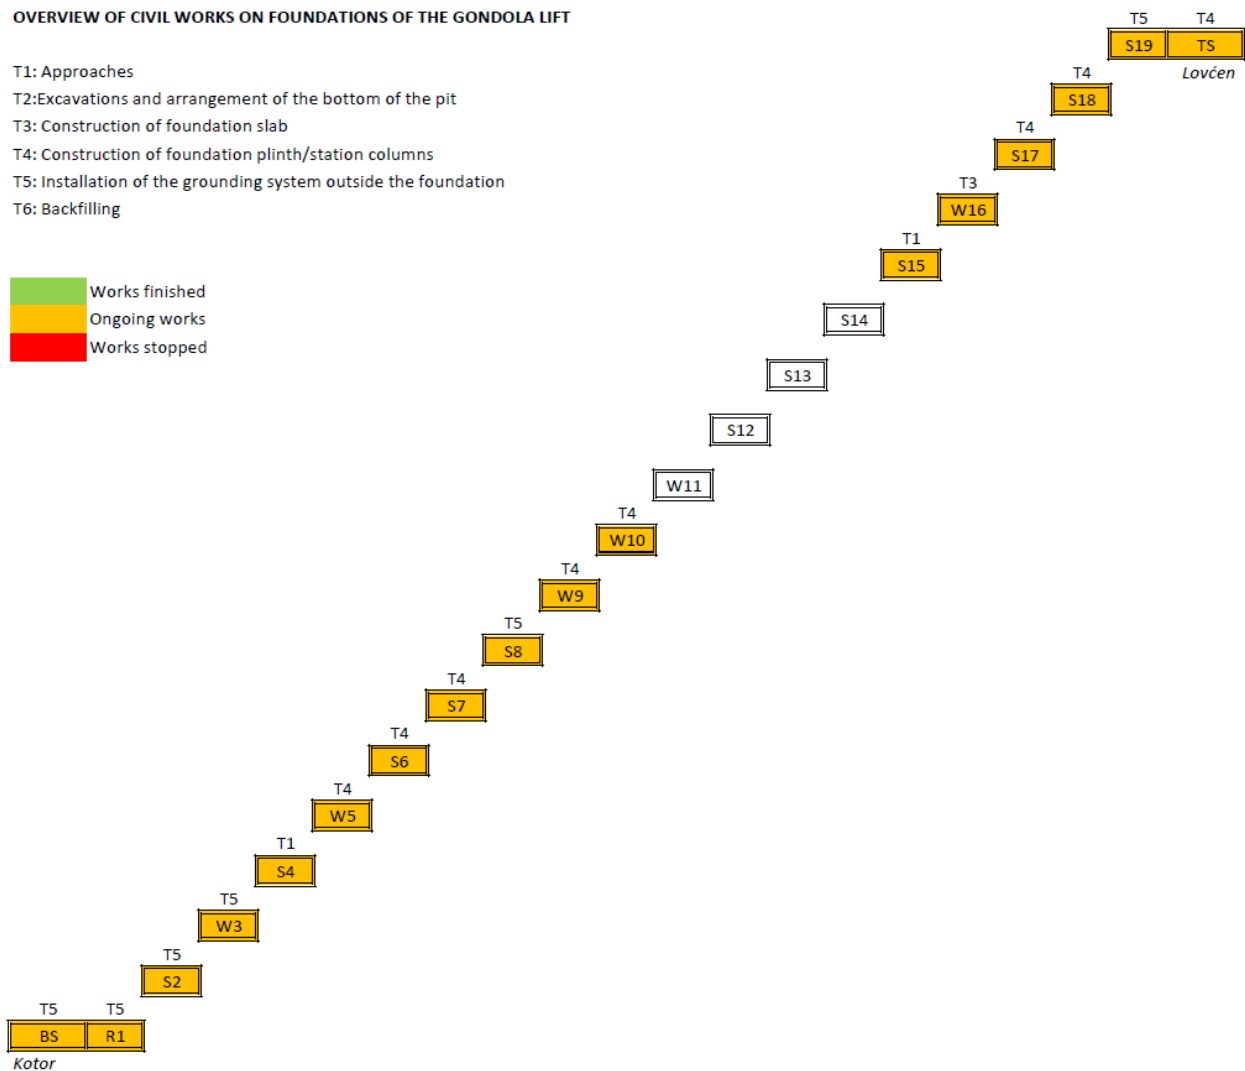 OVERVIEW OF CIVIL WORKS ON FOUNDATIONS OF THE GONDOLA LIFT
T5 T4
S19 TS
Lovćen
T1: Approaches
T4
T2:Excavations and arrangement of the bottom of the pit
S18
T3: Construction of foundation slab
T4
T4: Construction of foundation plinth/station columns
S17
T5: Installation of the grounding system outside the foundation
T3
T6: Backfilling
W16
T1
S15
Works finished
Ongoing works
S14
Works stopped
S13
S12
W11
T4
W10
T4
W9
T5
S8
T4
S7
T4
S6
T4
W5
T1
S4
T5
W3
T5
S2
T5 T5
BS R1
Kotor